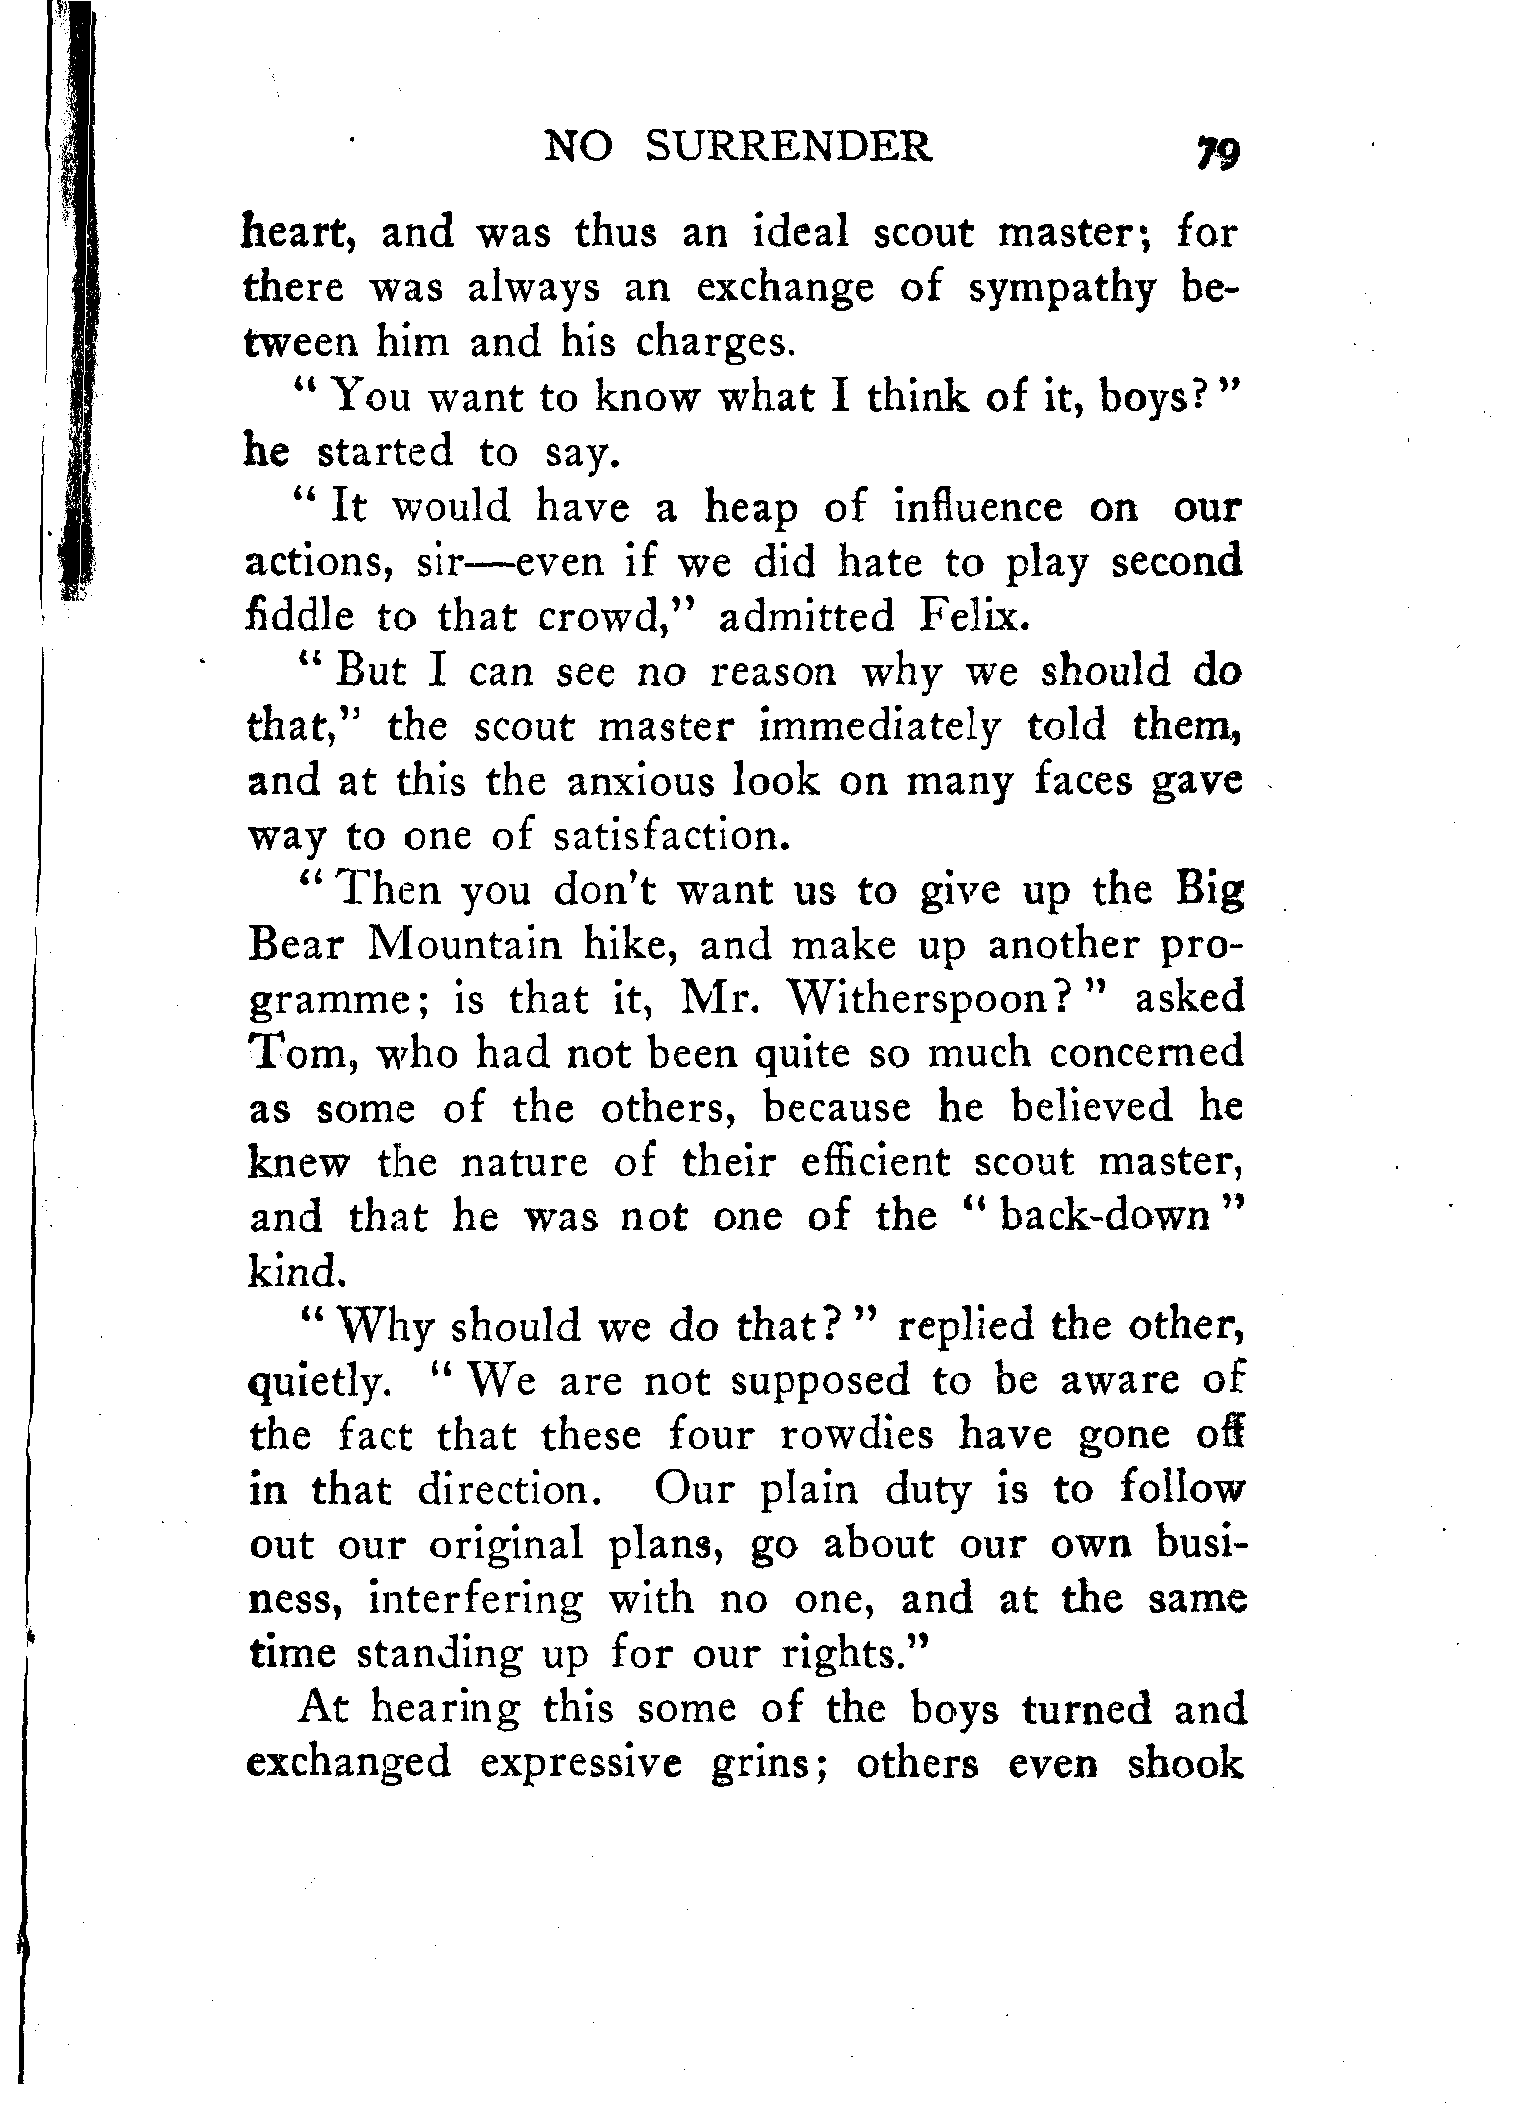 NO SURRENDER 79
heart, and was thus an ideal scout master; for
there was always an exchange of sympathy be-
tween him and his charges.
" You want to know what I think of it, boys? "
he started to say.
" It would have a heap of influence on our
actions, sir—even if we did hate to play second
fiddle to that crowd," admitted Felix.
" But I can see no reason why we should do
that," the scout master immediately told them,
and at this the anxious look on many faces gave
way to one of satisfaction.
" Then you don't want us to give up the Big
Bear Mountain hike, and make up another pro-
gramme; is that it, Mr. Witherspoon? " asked
Tom, who had not been quite so much concerned
as some of the others, because he believed he
knew the nature of their efficient scout master,
and that he was not one of the " back-down "
kind.
" Why should we do that? " replied the other,
quietly. " We are not supposed to be aware of
the fact that these four rowdies have gone off
in that direction. Our plain duty is to follow
out our original plans, go about our own busi-
ness, interfering with no one, and at the same
time standing up for our rights."
At hearing this some of the boys turned and
exchanged expressive grins; others even shook